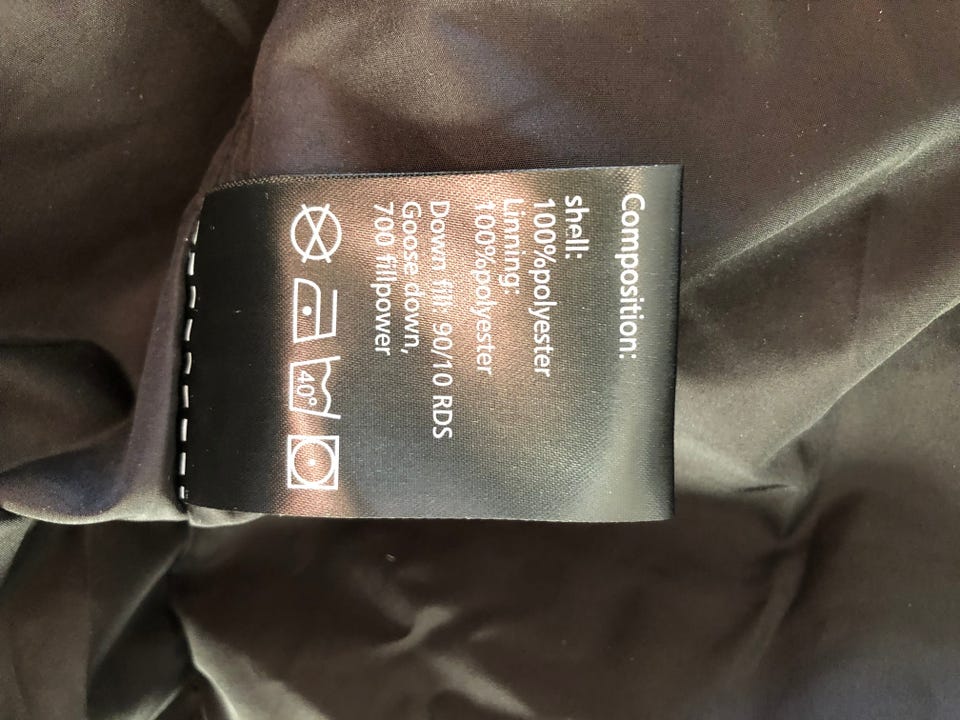 Composition:
shell:
100%polyester
Linning:
100%polyester
Down fill: 90/10 RDS
Goose down,
700 fillpower
40°